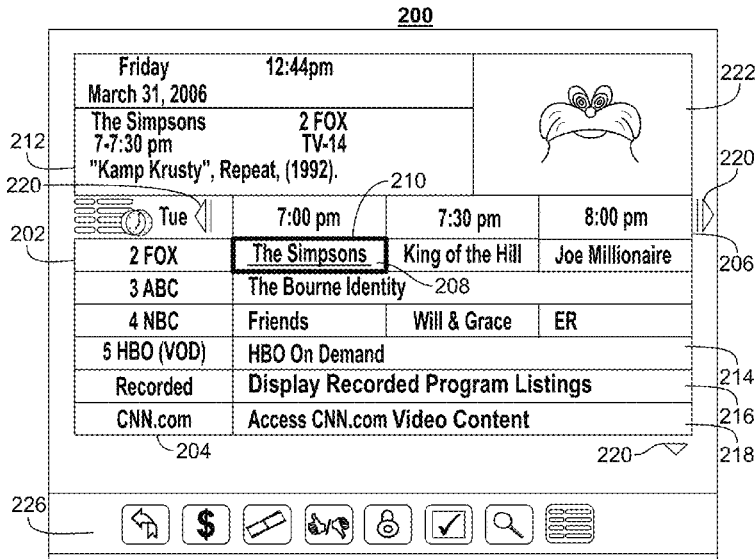 200
Friday 12:44pm
March 31, 2006
222
The Simpsons 2 FOX
7-7:30 pm TV-14
"Kamp Krusty", Repeat, (1992).
212
220
210
220
Tue 7:00 pm 7:30 pm 8:00 pm
202
206
2 FOX The Simpsons King of the Hill Joe Millionaire
208
3 ABC The Bourne Identity
4 NBC Friends Will & Grace ER
5 HBO (VOD) HBO On Demand
214
Recorded Display Recorded Program Listings
216
CNN.com Access CNN.com Video Content
218
204
220
226
$